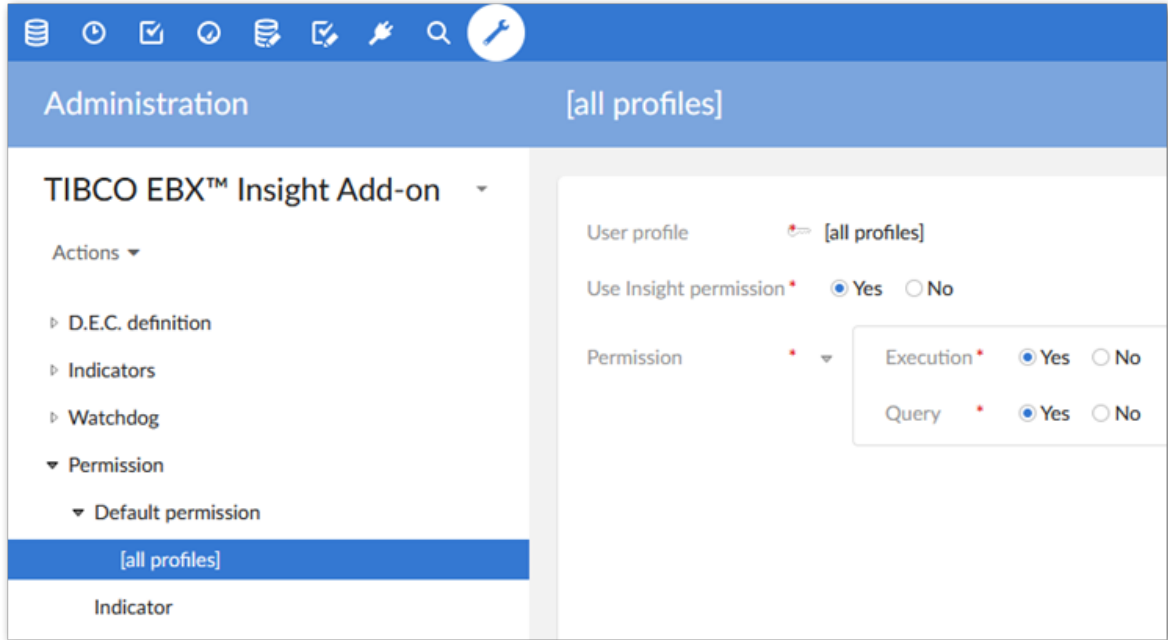 Administration
[all profiles]
TIBCO EBX™ Insight Add-on
Actions
D.E.C. definition
Indicators
Watchdog
Permission
Default permission
[all profiles]
Indicator
User profile [all profiles]
Use Insight permission* Yes No
Permission * Execution* Yes No
Query * Yes No